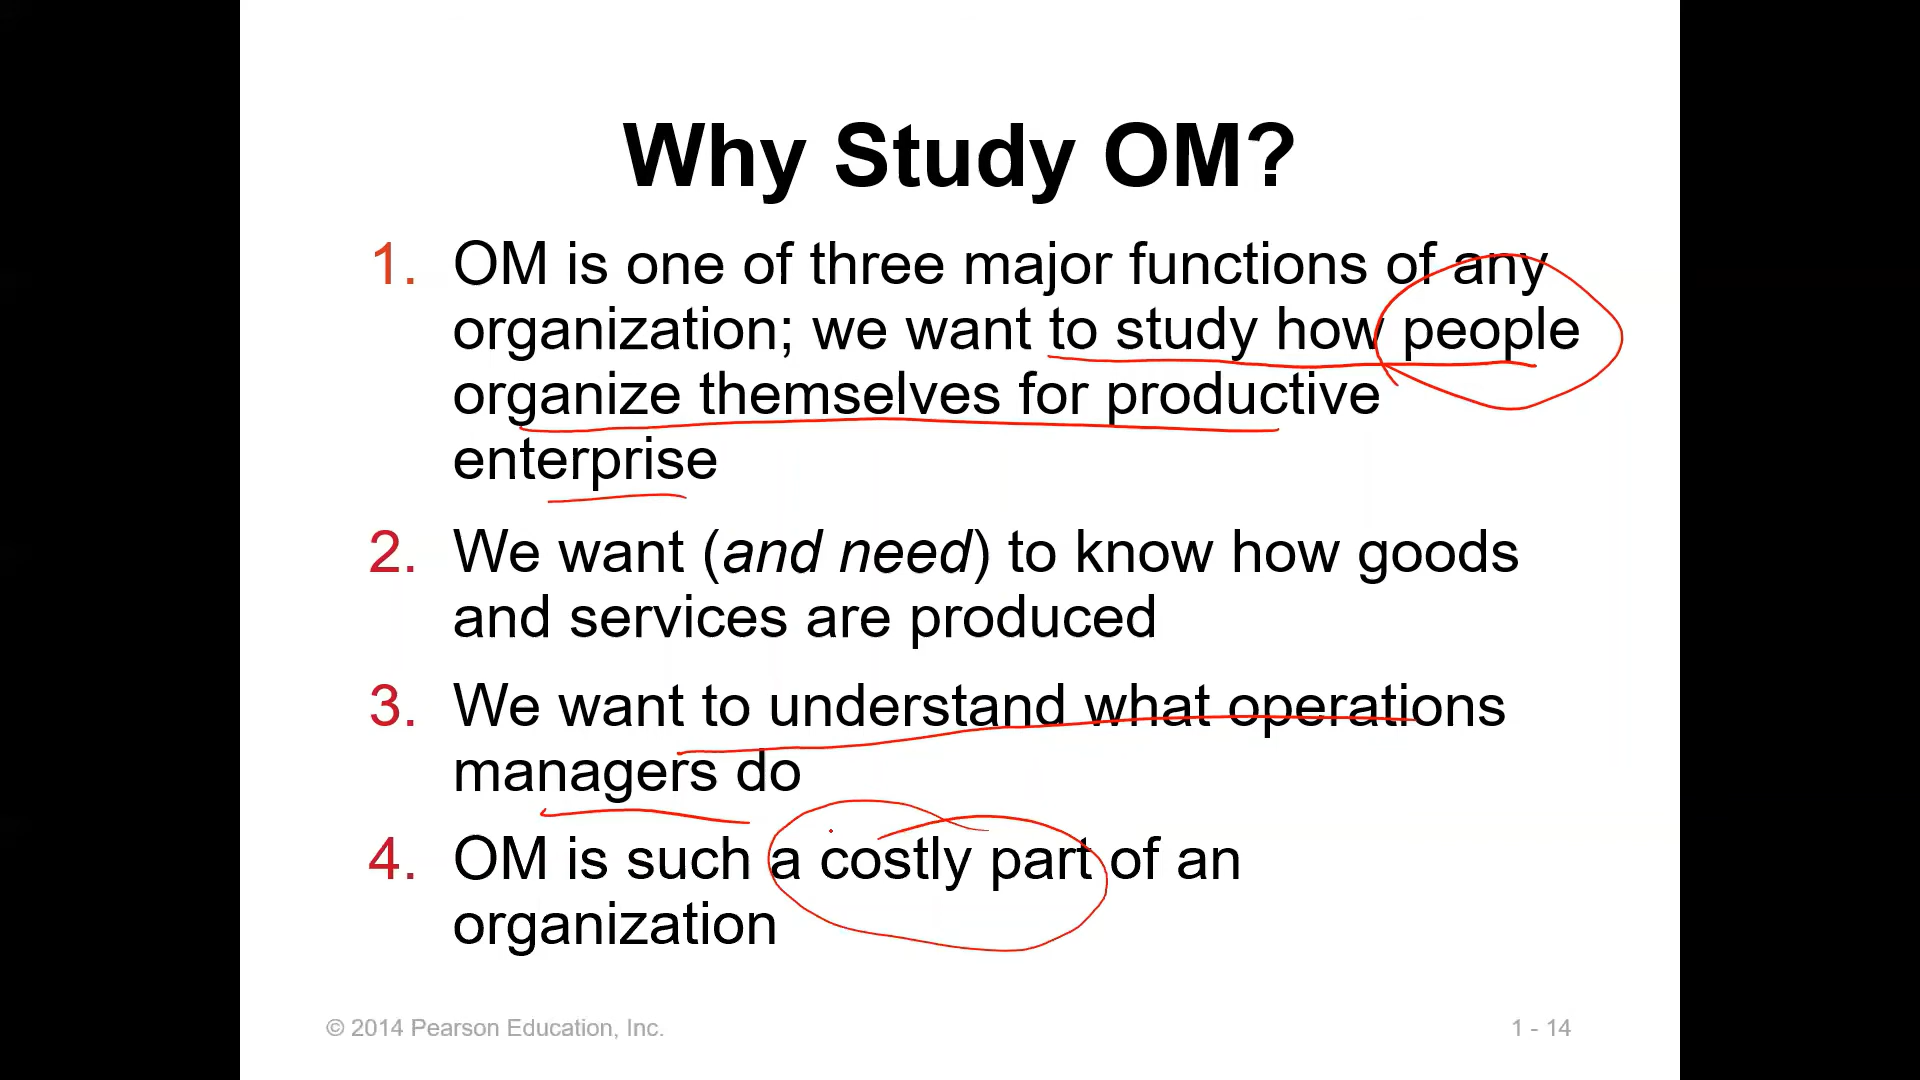 Why Study OM?
1. OM is one of three major functions of any
organization; we want to study how people
organize themselves for productive
enterprise
2. We want (and need) to know how goods
and services are produced
3. We want to understand what operations
managers do
4. OM is such a costly part of an
organization
© 2014 Pearson Education, Inc.
1 - 14